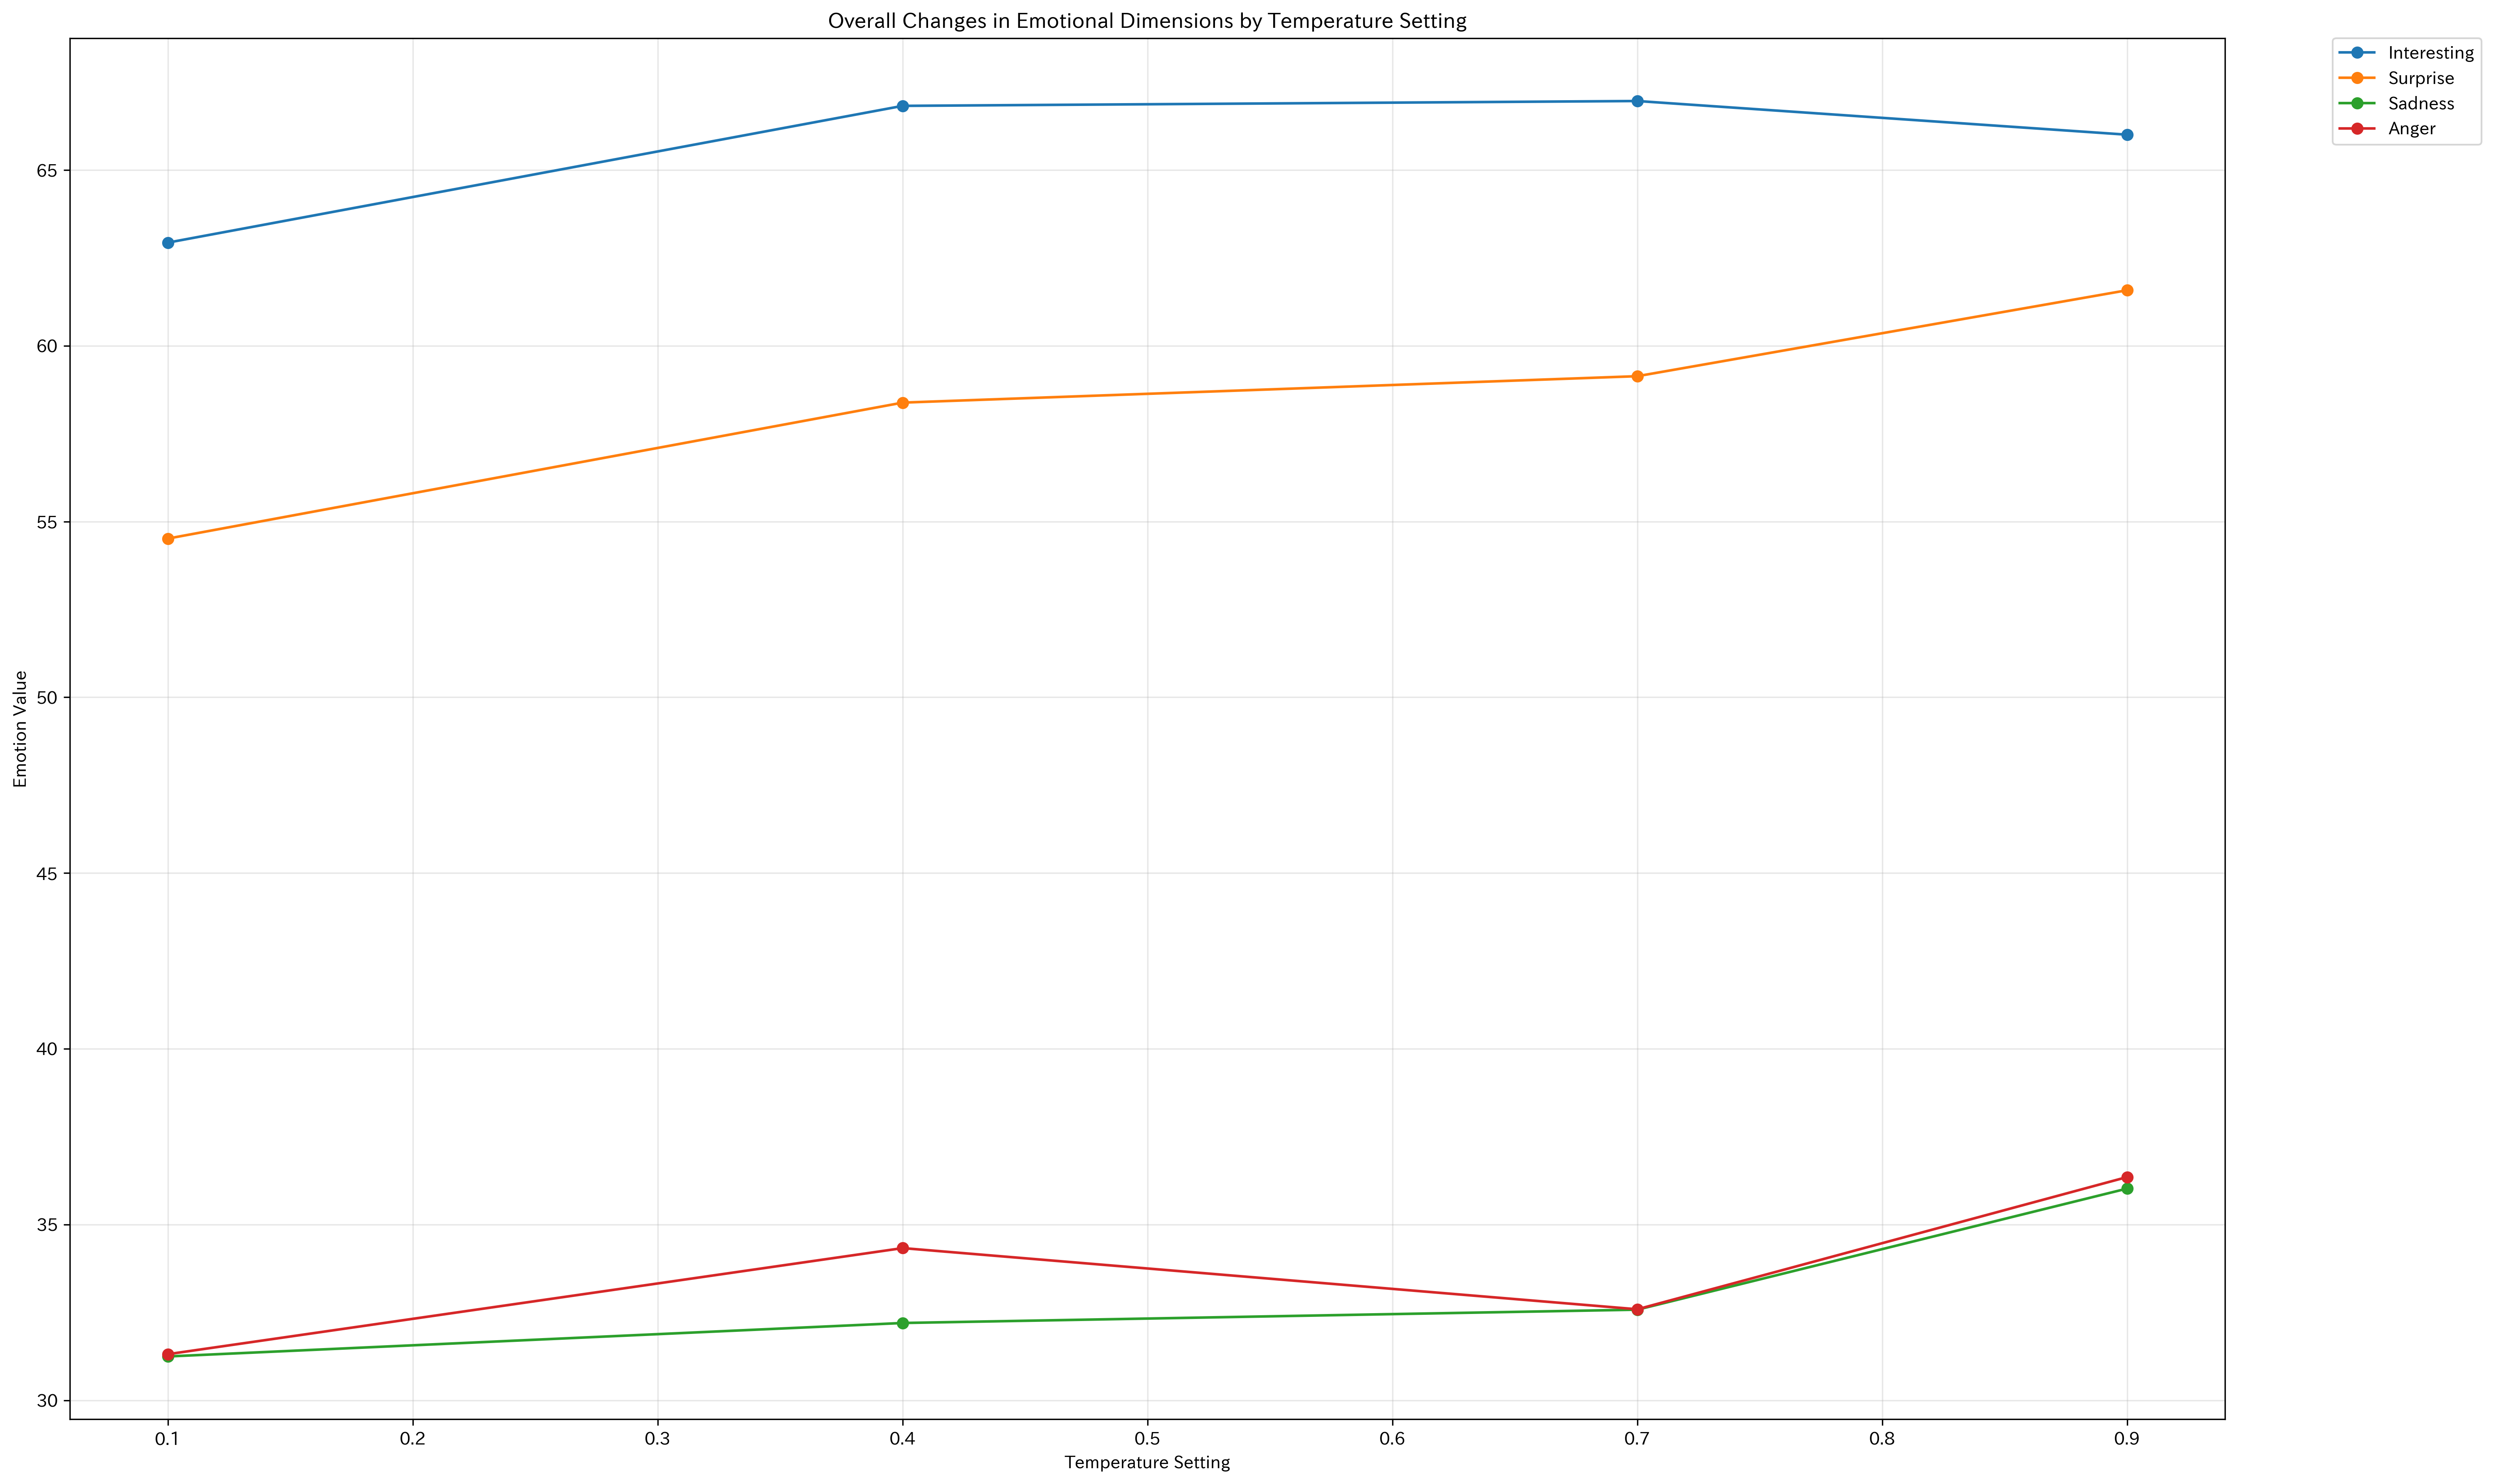 Overall Changes in Emotional Dimensions by Temperature Setting
Interesting
Surprise
Sadness
Anger
Emotion Value
65
60
55
50
45
40
35
30
0.1 0.2 0.3 0.4 0.5 0.6 0.7 0.8 0.9
Temperature Setting